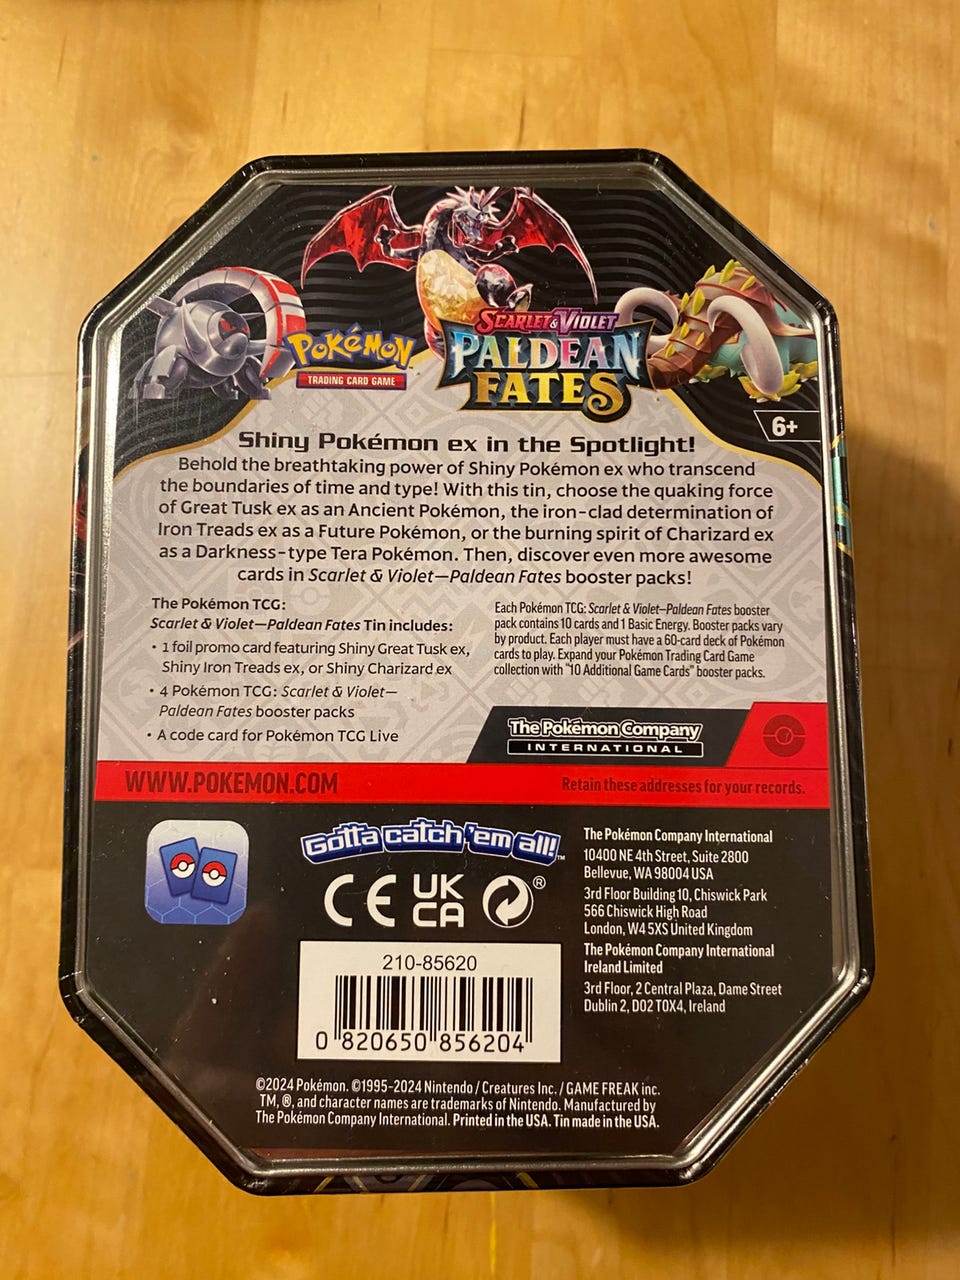 Pokémon
TRADING CARD GAME
SCARLET & VIOLET
PALDEAN
FATES
6+
Shiny Pokémon ex in the Spotlight!
Behold the breathtaking power of Shiny Pokémon ex who transcend
the boundaries of time and type! With this tin, choose the quaking force
of Great Tusk ex as an Ancient Pokémon, the iron-clad determination of
Iron Treads ex as a Future Pokémon, or the burning spirit of Charizard ex
as a Darkness-type Tera Pokémon. Then, discover even more awesome
cards in Scarlet & Violet—Paldean Fates booster packs!
The Pokémon TCG:
Scarlet & Violet—Paldean Fates Tin includes:
• 1 foil promo card featuring Shiny Great Tusk ex,
Shiny Iron Treads ex, or Shiny Charizard ex
• 4 Pokémon TCG: Scarlet & Violet—
Paldean Fates booster packs
• A code card for Pokémon TCG Live
Each Pokémon TCG: Scarlet & Violet—Paldean Fates booster
pack contains 10 cards and 1 Basic Energy. Booster packs vary
by product. Each player must have a 60-card deck of Pokémon
cards to play. Expand your Pokémon Trading Card Game
collection with "10 Additional Game Cards" booster packs.
The Pokémon Company
INTERNATIONAL
WWW.POKEMON.COM
Retain these addresses for your records.
Gotta catch 'em all!™
CE
UK
CA
®
210-85620
0 820650 856204
The Pokémon Company International
10400 NE 4th Street, Suite 2800
Bellevue, WA 98004 USA
3rd Floor Building 10, Chiswick Park
566 Chiswick High Road
London, W4 5XS United Kingdom
The Pokémon Company International
Ireland Limited
3rd Floor, 2 Central Plaza, Dame Street
Dublin 2, D02 T0X4, Ireland
©2024 Pokémon. ©1995–2024 Nintendo / Creatures Inc. / GAME FREAK inc.
TM, ®, and character names are trademarks of Nintendo. Manufactured by
The Pokémon Company International. Printed in the USA. Tin made in the USA.